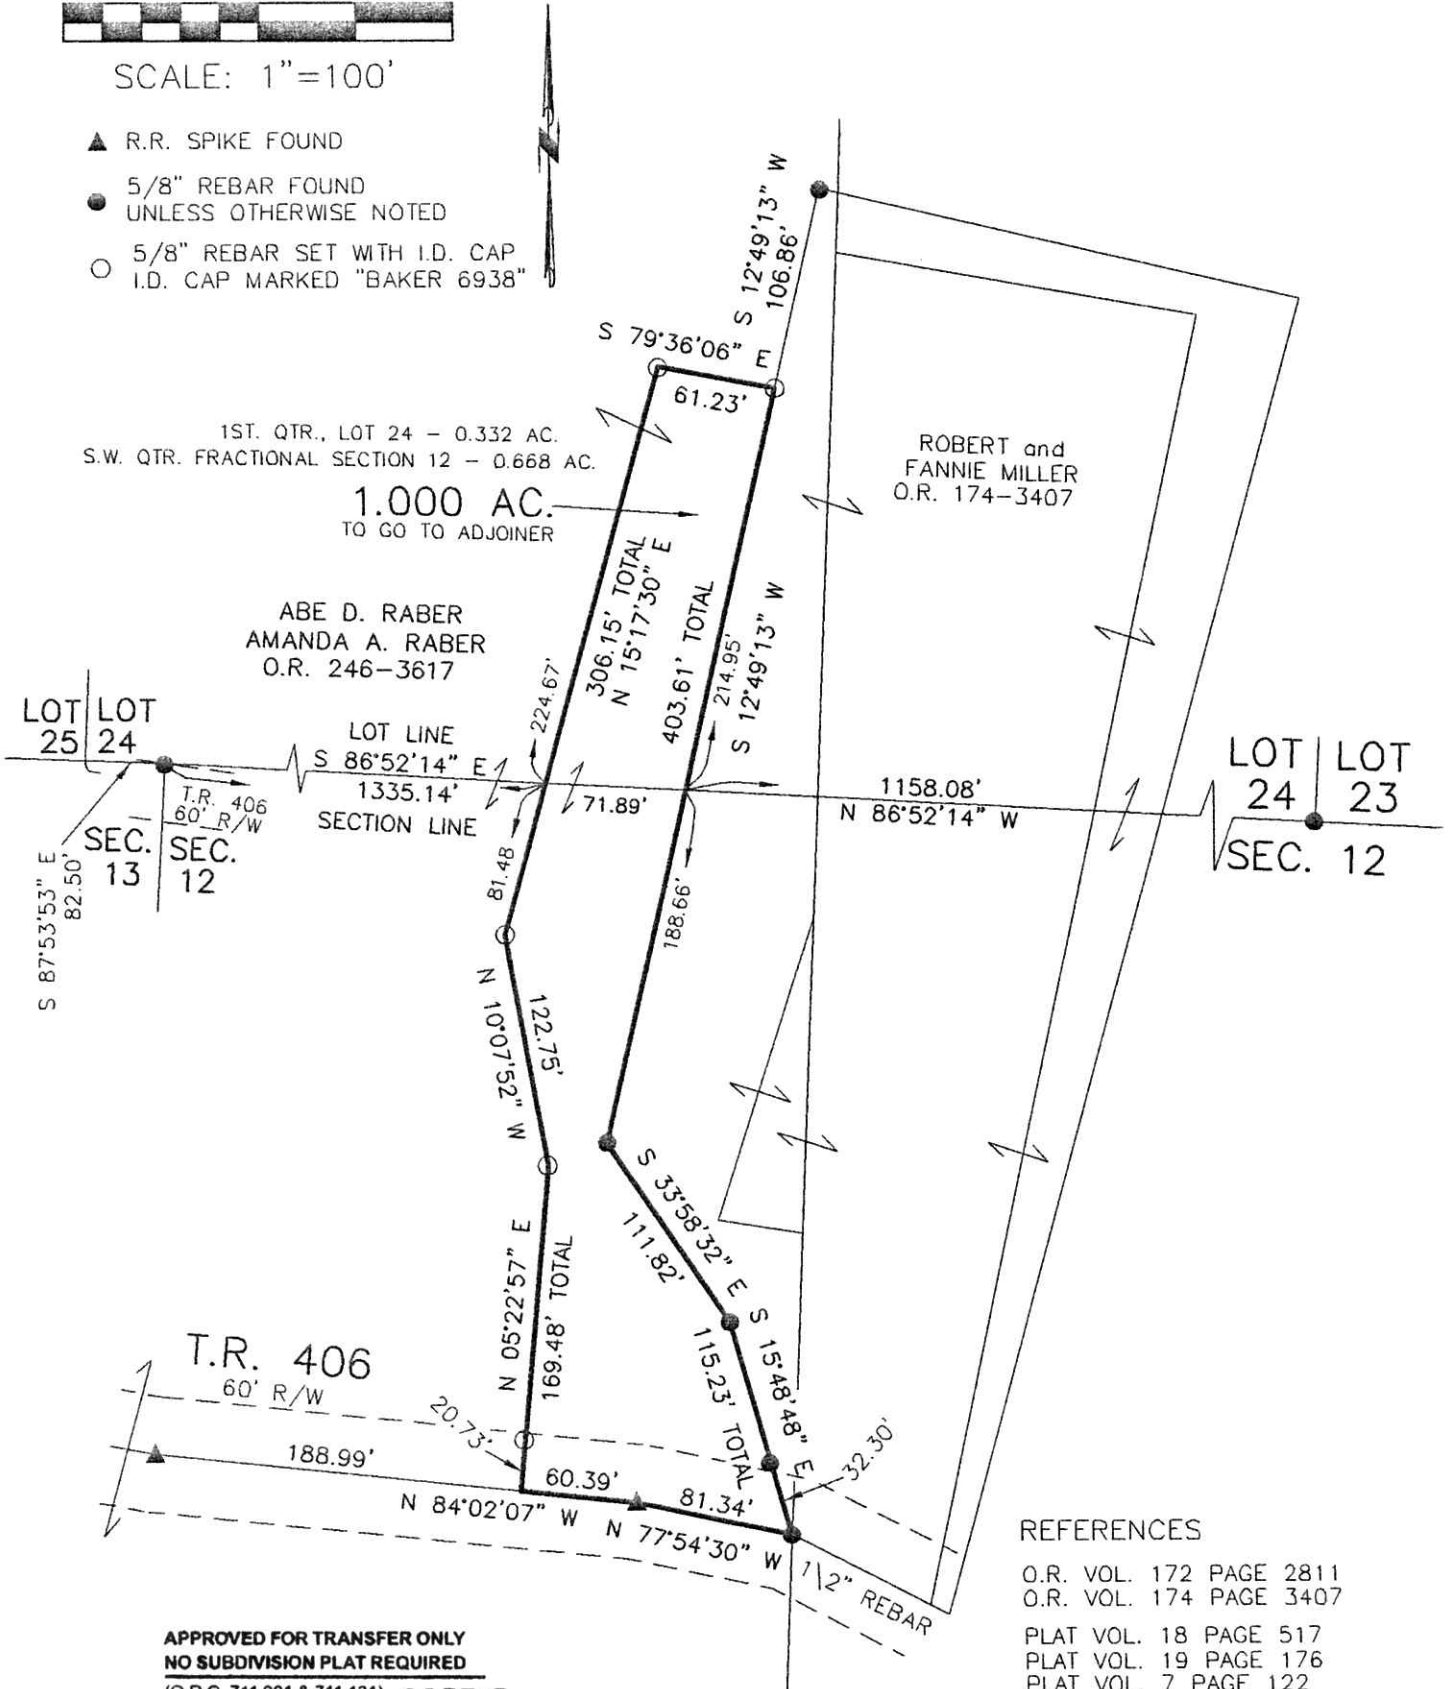 SCALE: 1"=100'
R.R. SPIKE FOUND
5/8" REBAR FOUND
UNLESS OTHERWISE NOTED
5/8" REBAR SET WITH I.D. CAP
I.D. CAP MARKED "BAKER 6938"
S 12°49'13" W
106.86'
S 79°36'06" E
61.23'
1ST. QTR., LOT 24 - 0.332 AC.
S.W. QTR. FRACTIONAL SECTION 12 - 0.668 AC.
1.000 AC.
TO GO TO ADJOINER
ROBERT and
FANNIE MILLER
O.R. 174-3407
ABE D. RABER
AMANDA A. RABER
O.R. 246-3617
306.15' TOTAL
N 15°17'30" E
224.67'
403.61' TOTAL
214.95'
S 12°49'13" W
LOT 25
LOT 24
LOT LINE
S 86°52'14" E
1335.14'
SECTION LINE
71.89'
1158.08'
N 86°52'14" W
LOT 24
LOT 23
SEC. 12
T.R. 406
60' R/W
SEC. 13
SEC. 12
S 87°53'53" E
82.50'
81.48
188.66'
N 10°07'52" W
122.75'
S 33°58'32" E
111.82'
N 05°22'57" E
169.48' TOTAL
S 15°48'48" E
115.23' TOTAL
T.R. 406
60' R/W
20.73'
32.30'
188.99'
60.39'
81.34'
N 84°02'07" W
N 77°54'30" W
1\2" REBAR
REFERENCES
O.R. VOL. 172 PAGE 2811
O.R. VOL. 174 PAGE 3407
PLAT VOL. 18 PAGE 517
PLAT VOL. 19 PAGE 176
PLAT VOL. 7 PAGE 122
APPROVED FOR TRANSFER ONLY
NO SUBDIVISION PLAT REQUIRED